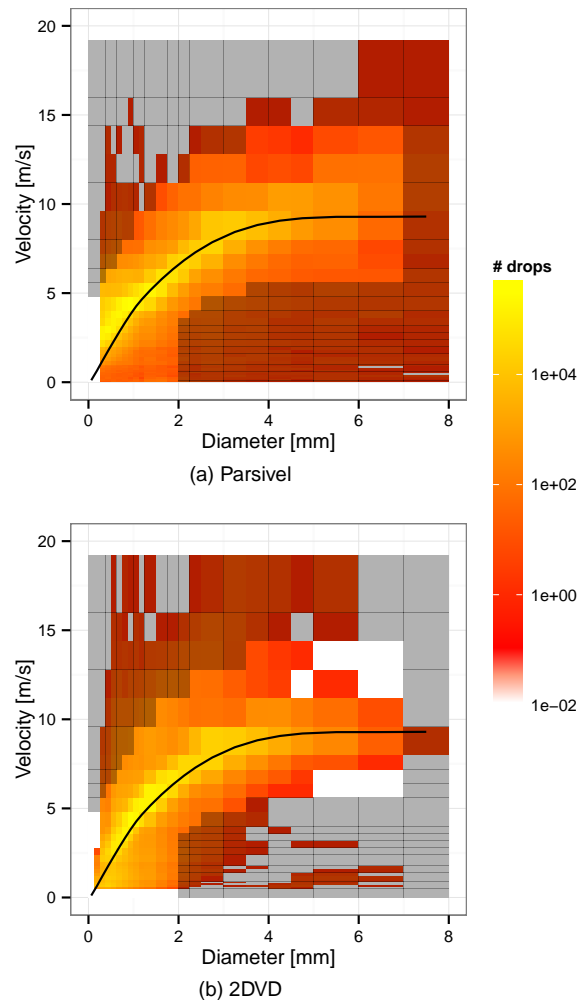 20
15
10
5
0
Velocity [m/s]
0 2 4 6 8
Diameter [mm]
(a) Parsivel
# drops
1e+04
1e+02
1e+00
1e−02
20
15
10
5
0
Velocity [m/s]
0 2 4 6 8
Diameter [mm]
(b) 2DVD